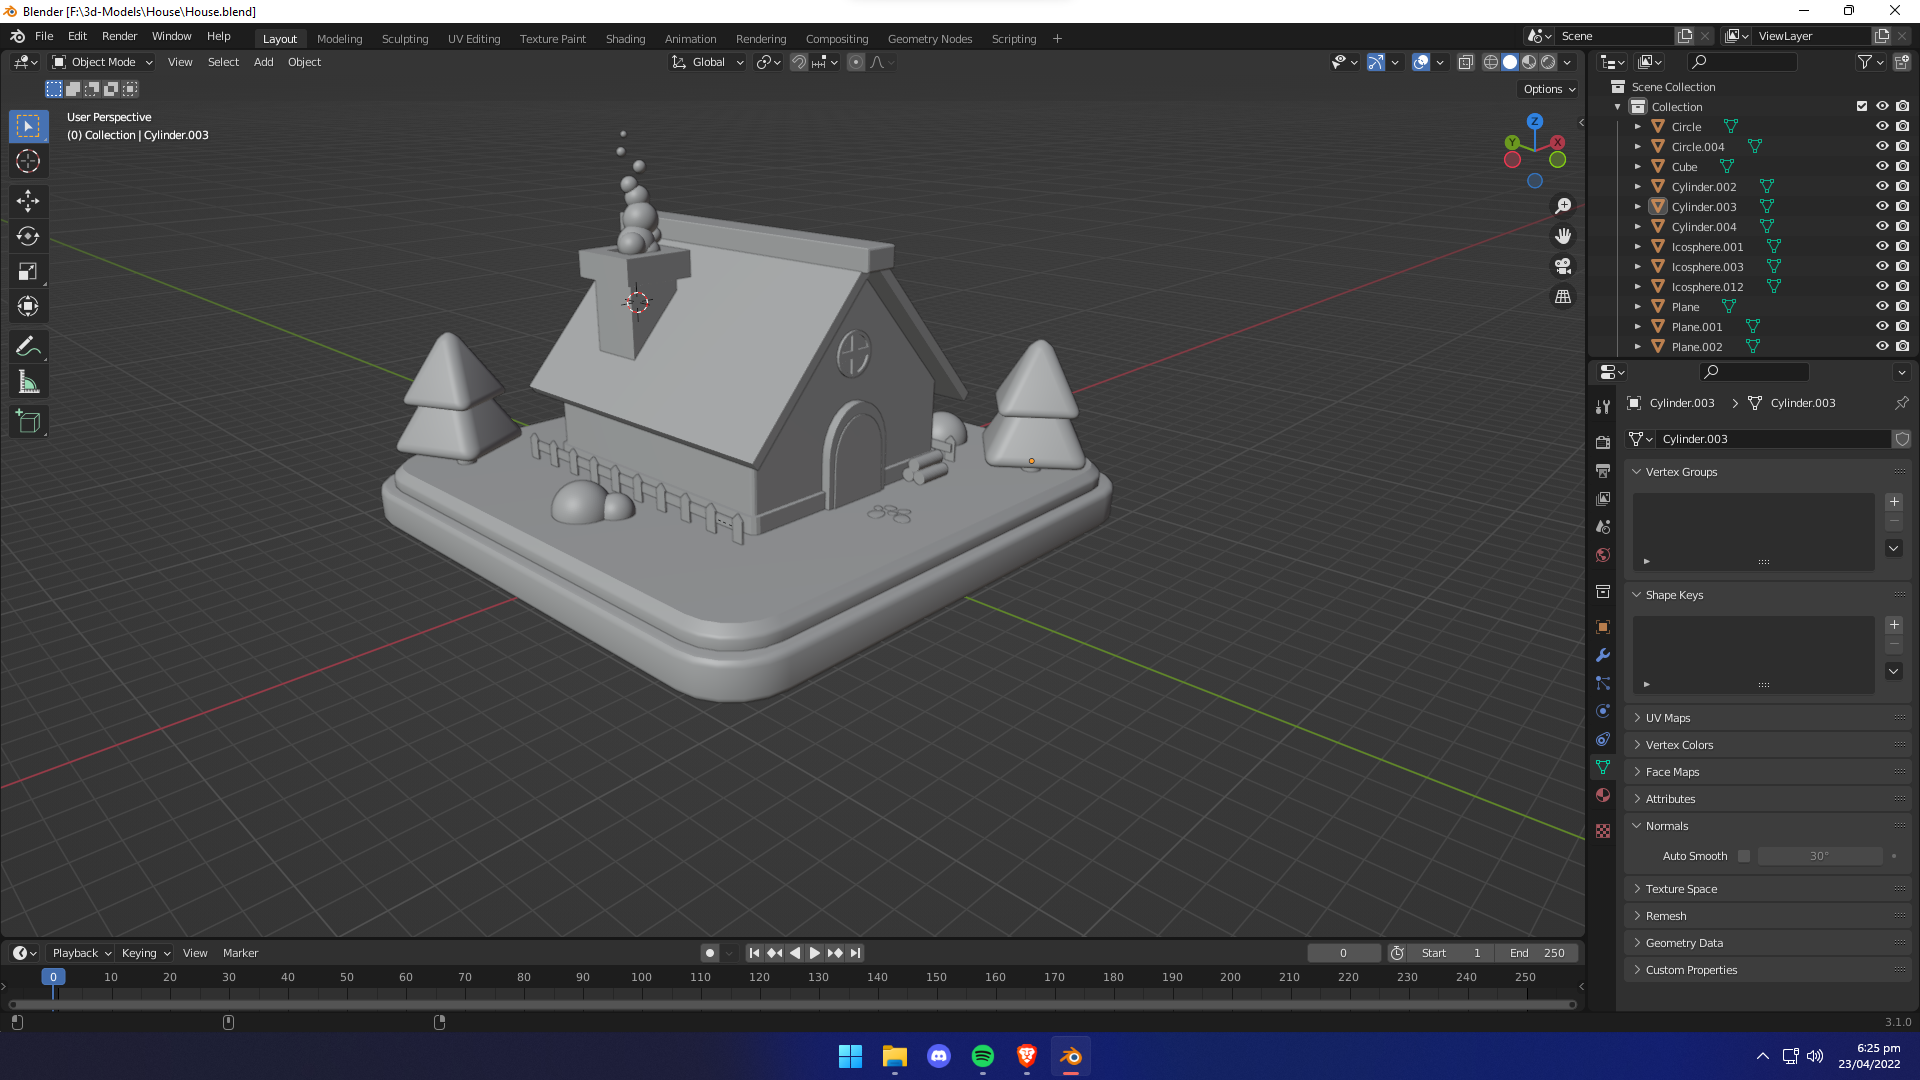 Blender [F:\3d-Models\House\House.blend]
File Edit Render Window Help Layout Modeling Sculpting UV Editing Texture Paint Shading Animation Rendering Compositing Geometry Nodes Scripting + Scene ViewLayer
Object Mode View Select Add Object Global
Options
User Perspective
(0) Collection | Cylinder.003
Z
Y X
Scene Collection
Collection
Circle
Circle.004
Cube
Cylinder.002
Cylinder.003
Cylinder.004
Icosphere.001
Icosphere.003
Icosphere.012
Plane
Plane.001
Plane.002
Cylinder.003 > Cylinder.003
Cylinder.003
Vertex Groups
Shape Keys
UV Maps
Vertex Colors
Face Maps
Attributes
Normals
Auto Smooth 30°
Texture Space
Remesh
Geometry Data
Custom Properties
Playback Keying View Marker 0 Start 1 End 250
0 10 20 30 40 50 60 70 80 90 100 110 120 130 140 150 160 170 180 190 200 210 220 230 240 250
3.1.0
6:25 pm
23/04/2022